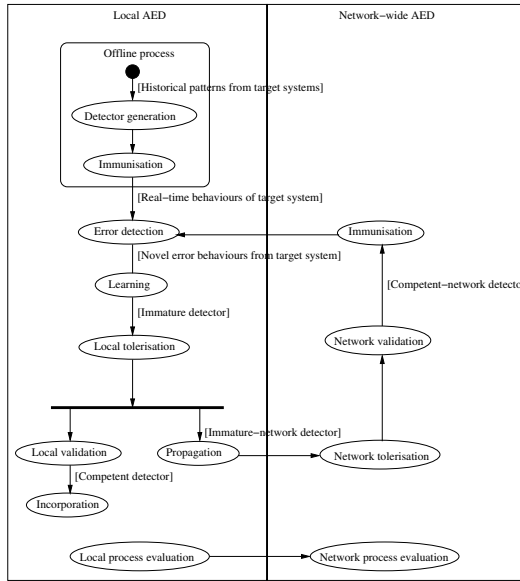 Local AED
Network-wide AED
Offline process
[Historical patterns from target systems]
Detector generation
Immunisation
[Real-time behaviours of target system]
Error detection
Immunisation
[Novel error behaviours from target system]
Learning
[Competent-network detecto
[Immature detector]
Local tolerisation
Network validation
[Immature-network detector]
Local validation
Propagation
Network tolerisation
[Competent detector]
Incorporation
Local process evaluation
Network process evaluation